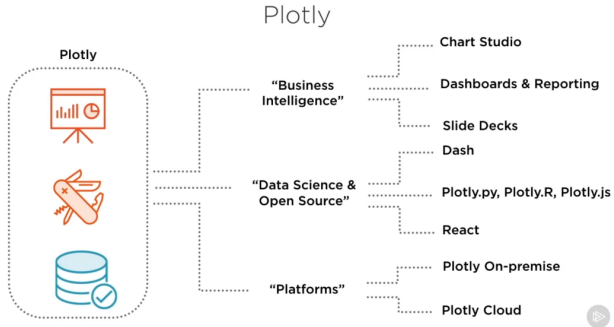 Plotly
Plotly
"Business
Intelligence"
Chart Studio
Dashboards & Reporting
Slide Decks
"Data Science &
Open Source"
Dash
Plotly.py, Plotly.R, Plotly.js
React
"Platforms"
Plotly On-premise
Plotly Cloud